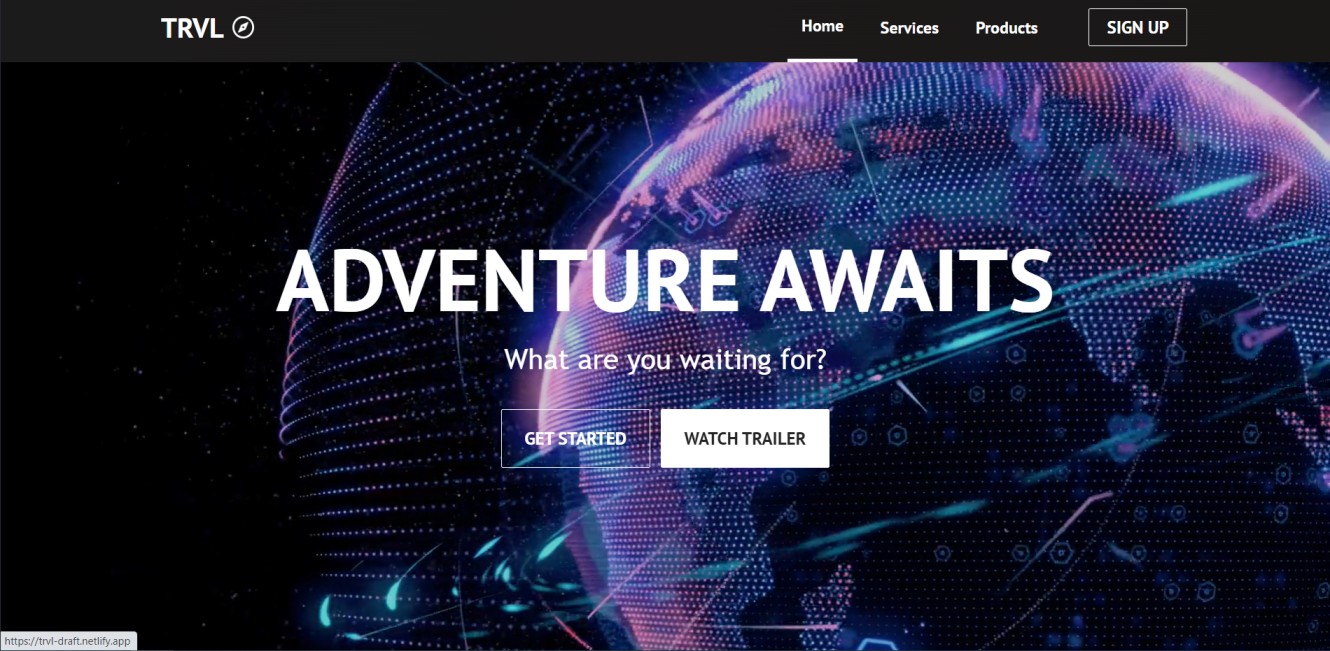 TRVL
Home
Services
Products
SIGN UP
ADVENTURE AWAITS
What are you waiting for?
GET STARTED
WATCH TRAILER
https://trvl-draft.netlify.app